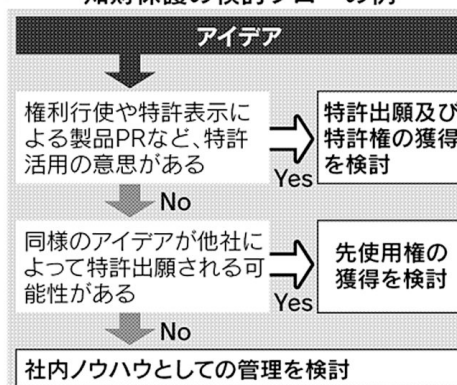 知財保護の検討フローの例
アイデア
権利行使や特許表示に
よる製品PRなど、特許
活用の意思がある
Yes
特許出願及び
特許権の獲得
を検討
No
同様のアイデアが他社に
よって特許出願される可
能性がある
Yes
先使用権の
獲得を検討
No
社内ノウハウとしての管理を検討